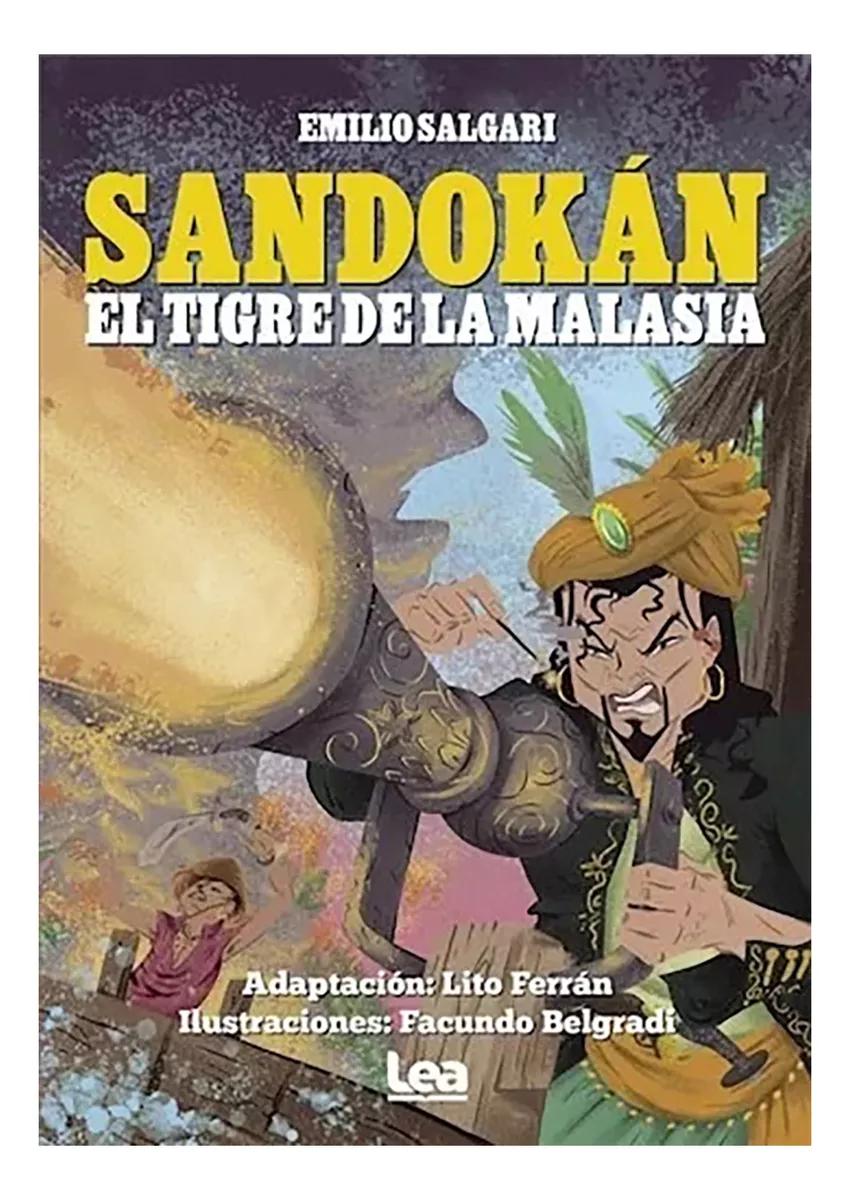 EMILIO SALGARI
SANDOKÁN
EL TIGRE DE LA MALASIA
Adaptación: Lito Ferrán
Ilustraciones: Facundo Belgradi
Lea